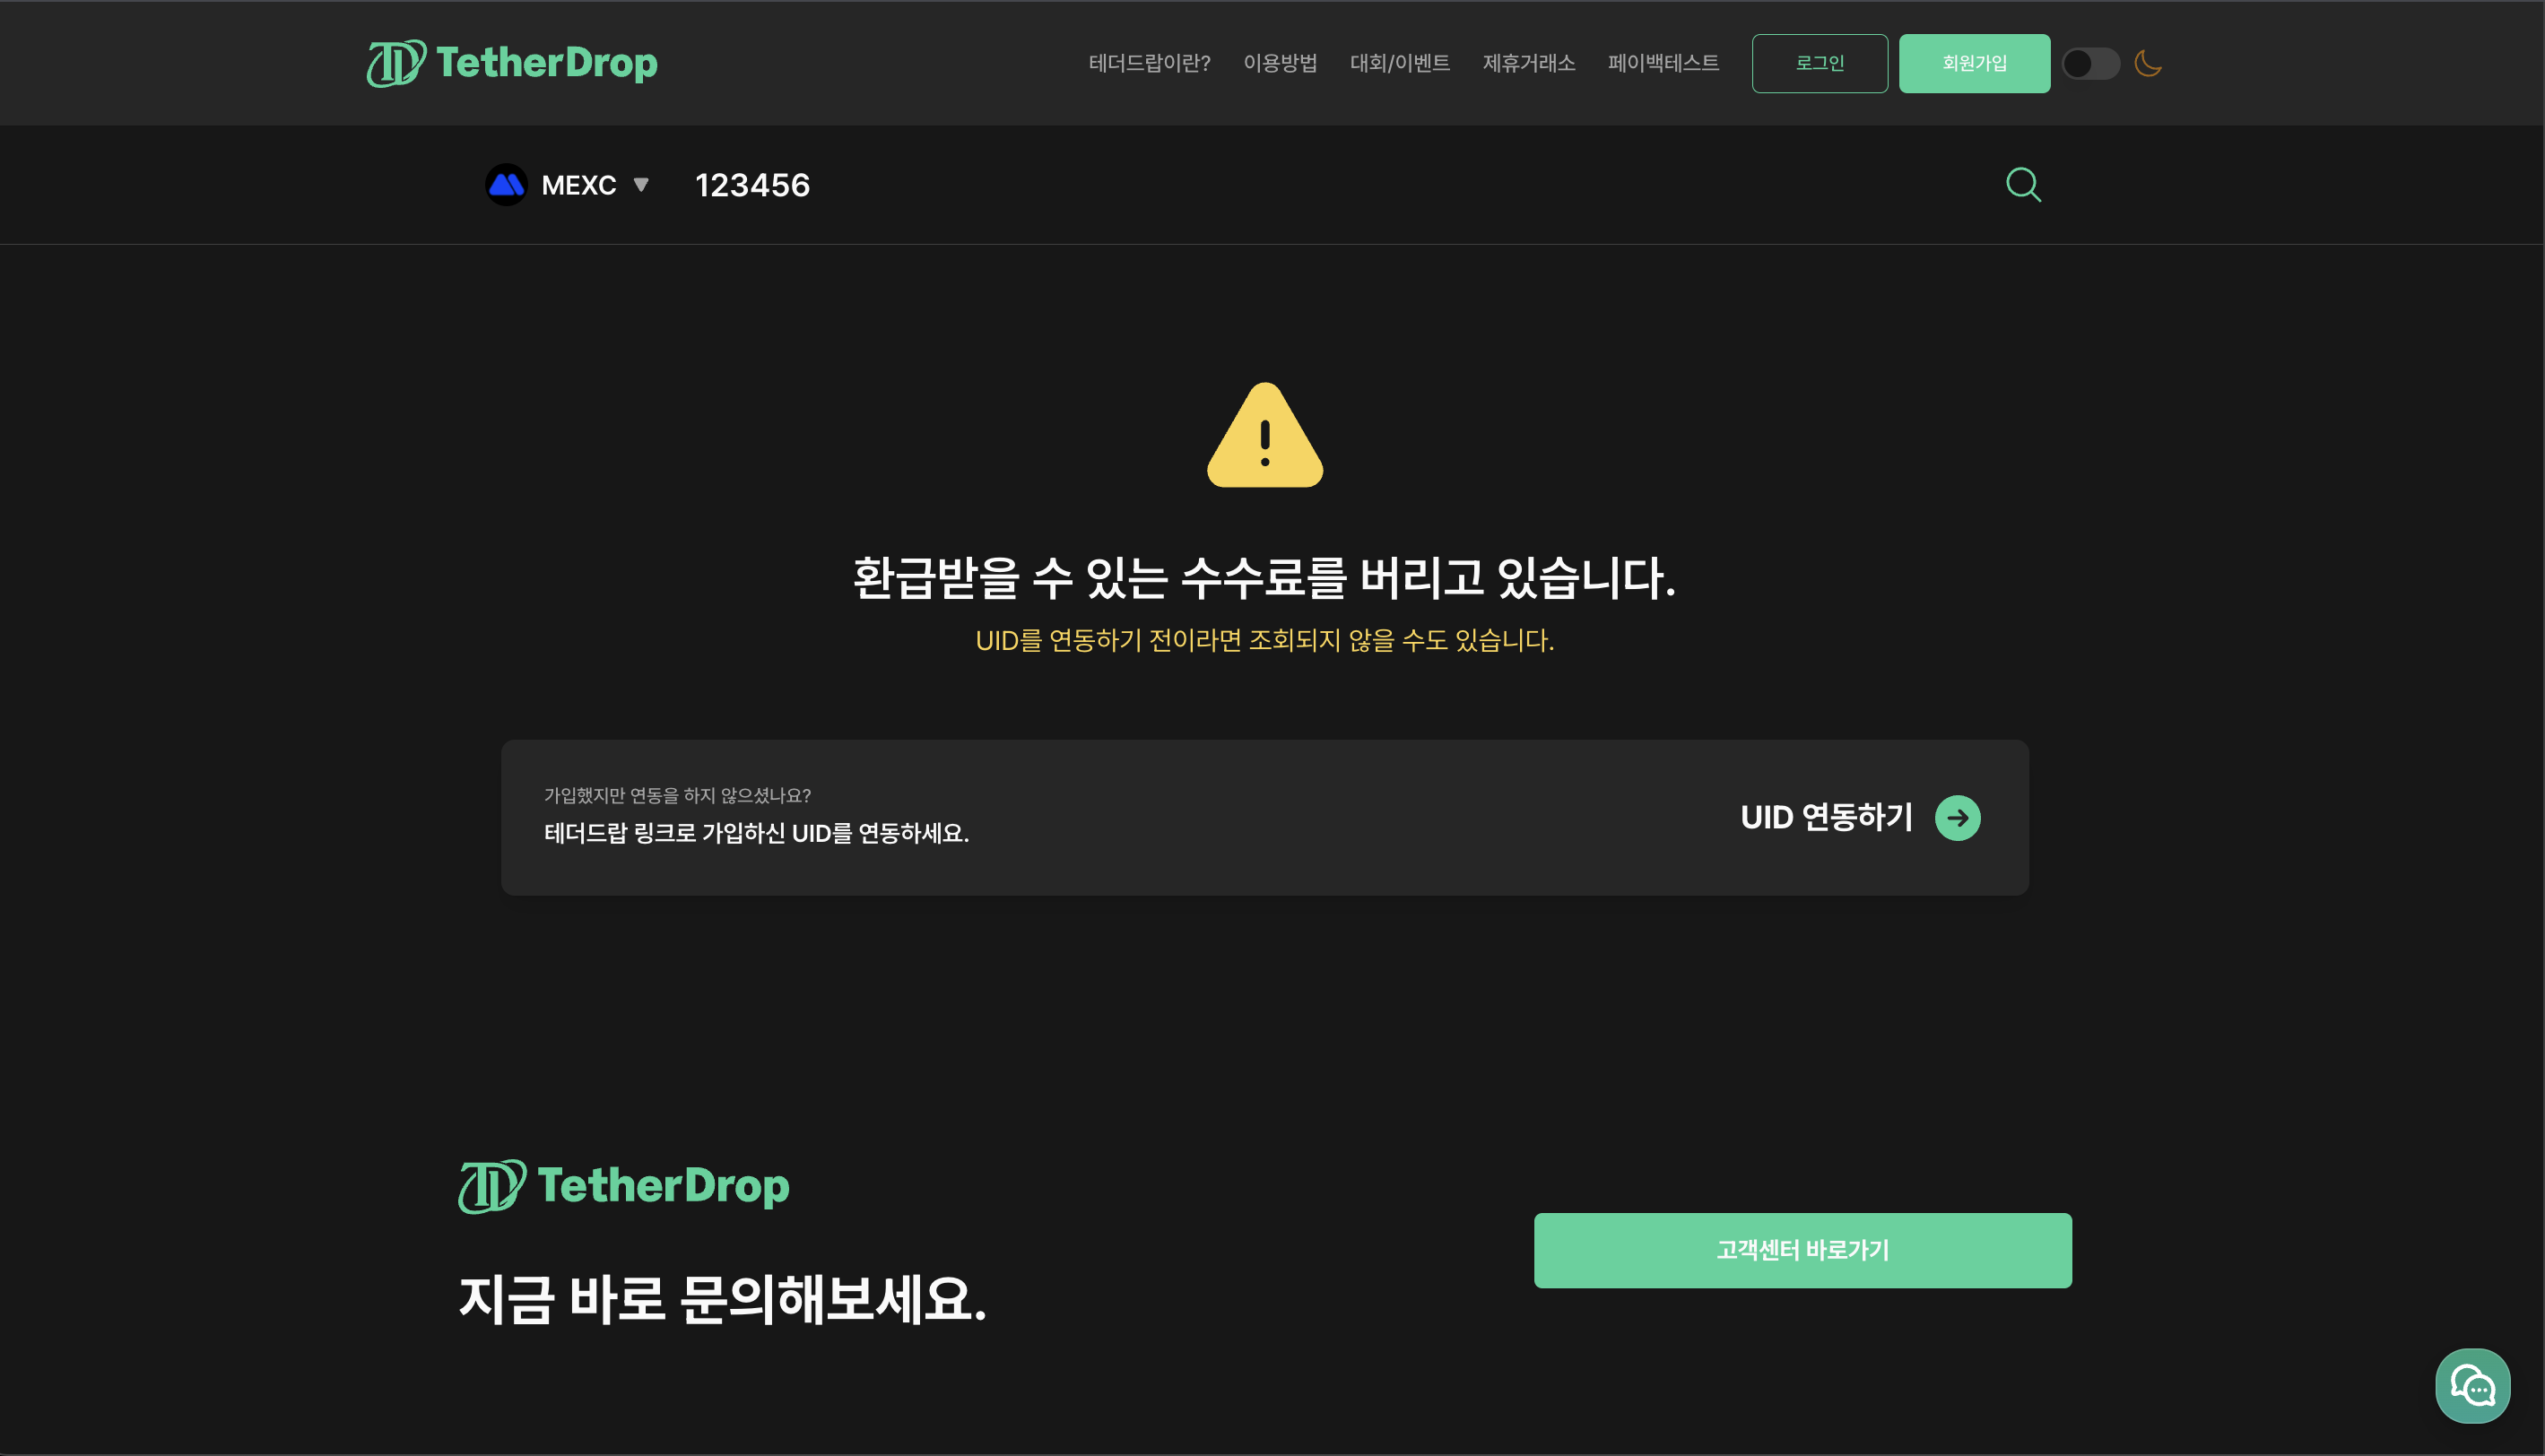 TetherDrop
테더드랍이란?
이용방법
대회/이벤트
제휴거래소
페이백테스트
로그인
회원가입
MEXC
123456
환급받을 수 있는 수수료를 버리고 있습니다.
UID를 연동하기 전이라면 조회되지 않을 수도 있습니다.
가입했지만 연동을 하지 않으셨나요?
테더드랍 링크로 가입하신 UID를 연동하세요.
UID 연동하기
TetherDrop
지금 바로 문의해보세요.
고객센터 바로가기